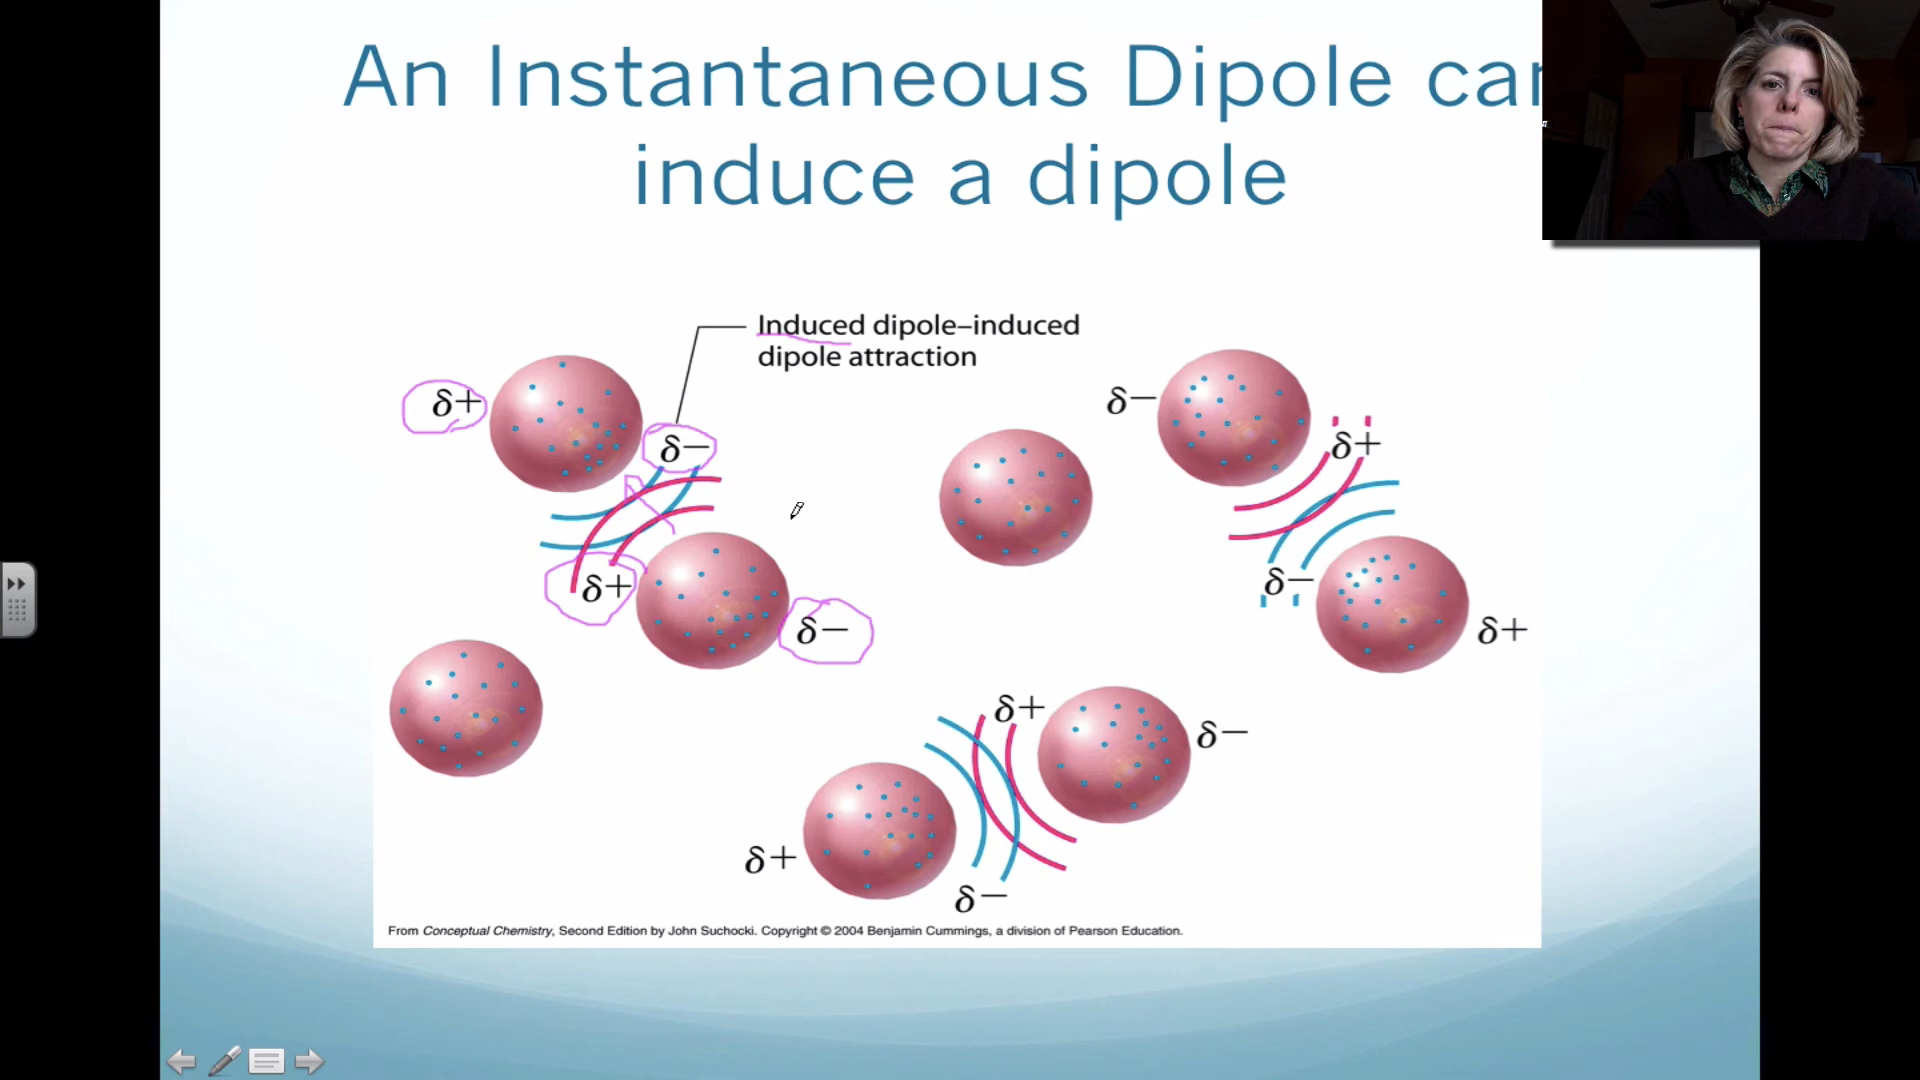 An Instantaneous Dipole can
induce a dipole
Induced dipole–induced
dipole attraction
δ+
δ−
δ+
δ−
δ−
δ+
δ−
δ+
δ+
δ−
δ+
δ−
From Conceptual Chemistry, Second Edition by John Suchocki. Copyright © 2004 Benjamin Cummings, a division of Pearson Education.